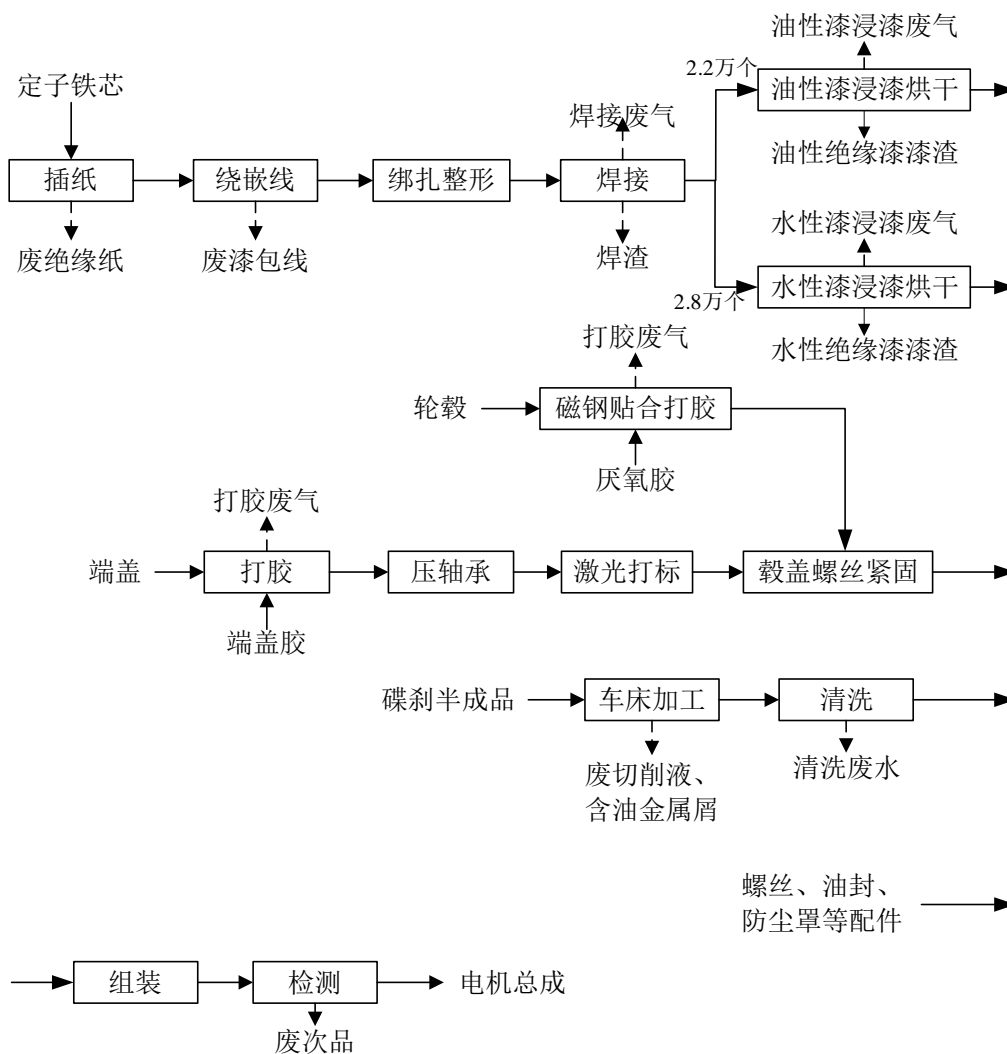 油性漆浸漆废气
2.2万个
定子铁芯
油性漆浸漆烘干
焊接废气
油性绝缘漆漆渣
插纸
绕嵌线
绑扎整形
焊接
水性漆浸漆废气
废绝缘纸
废漆包线
焊渣
水性漆浸漆烘干
2.8万个
打胶废气
水性绝缘漆漆渣
轮毂
磁钢贴合打胶
厌氧胶
打胶废气
端盖
打胶
压轴承
激光打标
毂盖螺丝紧固
端盖胶
碟刹半成品
车床加工
清洗
废切削液、
含油金属屑
清洗废水
螺丝、油封、
防尘罩等配件
组装
检测
电机总成
废次品